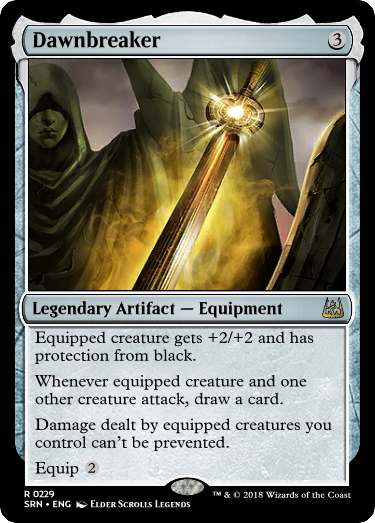 Dawnbreaker 3
Legendary Artifact — Equipment
Equipped creature gets +2/+2 and has
protection from black.
Whenever equipped creature and one
other creature attack, draw a card.
Damage dealt by equipped creatures you
control can't be prevented.
Equip 2
R 0229
SRN • ENG Elder Scrolls Legends
™ & © 2018 Wizards of the Coast